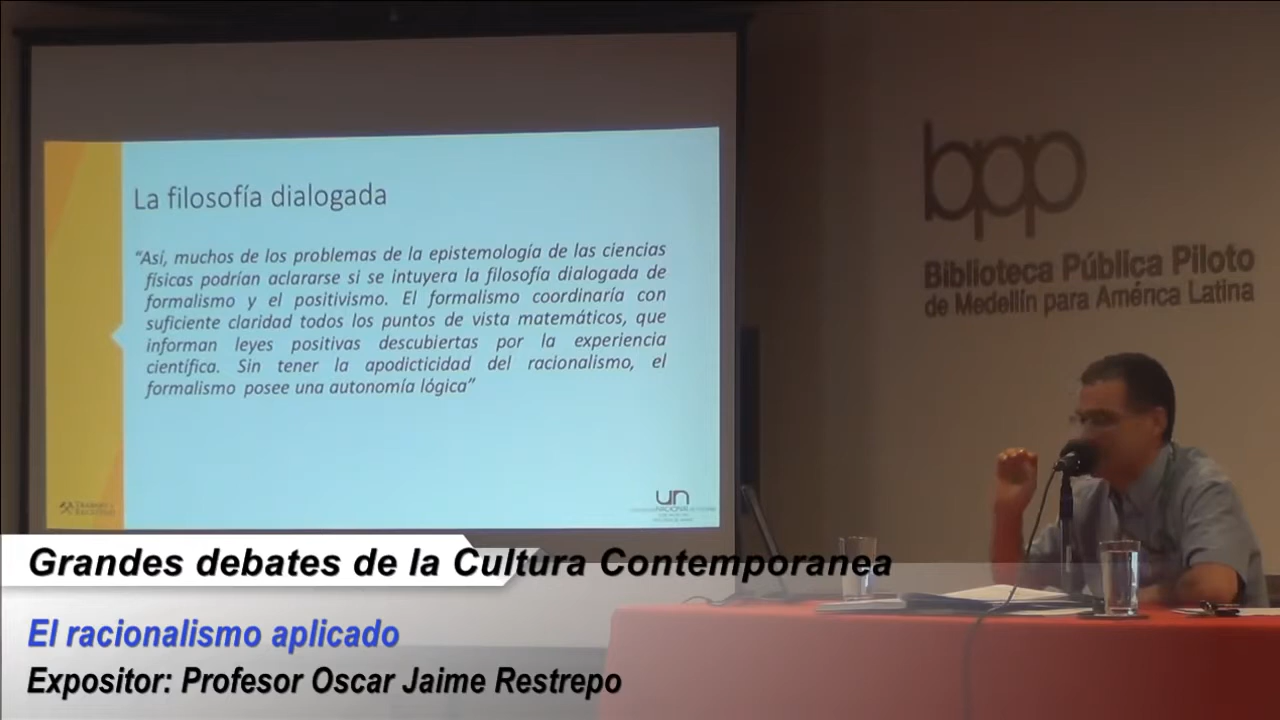 La filosofía dialogada
“Así, muchos de los problemas de la epistemología de las ciencias
físicas podrían aclararse si se intuyera la filosofía dialogada de
formalismo y el positivismo. El formalismo coordinaría con
suficiente claridad todos los puntos de vista matemáticos, que
informan leyes positivas descubiertas por la experiencia
científica. Sin tener la apodicticidad del racionalismo, el
formalismo posee una autonomía lógica”
un
bpp
Biblioteca Pública Piloto
de Medellín para América Latina
Grandes debates de la Cultura Contemporanea
El racionalismo aplicado
Expositor: Profesor Oscar Jaime Restrepo